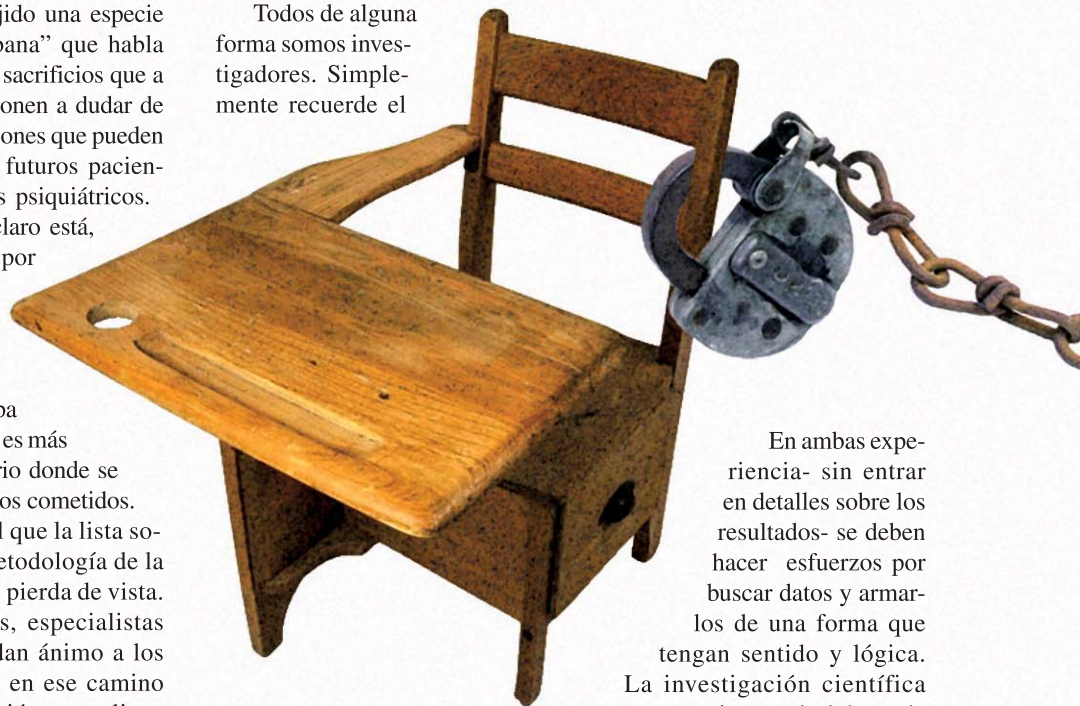 jido una especie
bana” que habla
sacrificios que a
onen a dudar de
ones que pueden
futuros pacien-
s psiquiátricos.
claro está,
por
ba
es más
rio donde se
os cometidos.
l que la lista so-
etodología de la
pierda de vista.
s, especialistas
dan ánimo a los
en ese camino
Todos de alguna
forma somos inves-
tigadores. Simple-
mente recuerde el
En ambas expe-
riencia- sin entrar
en detalles sobre los
resultados- se deben
hacer esfuerzos por
buscar datos y armar-
los de una forma que
tengan sentido y lógica.
La investigación científica